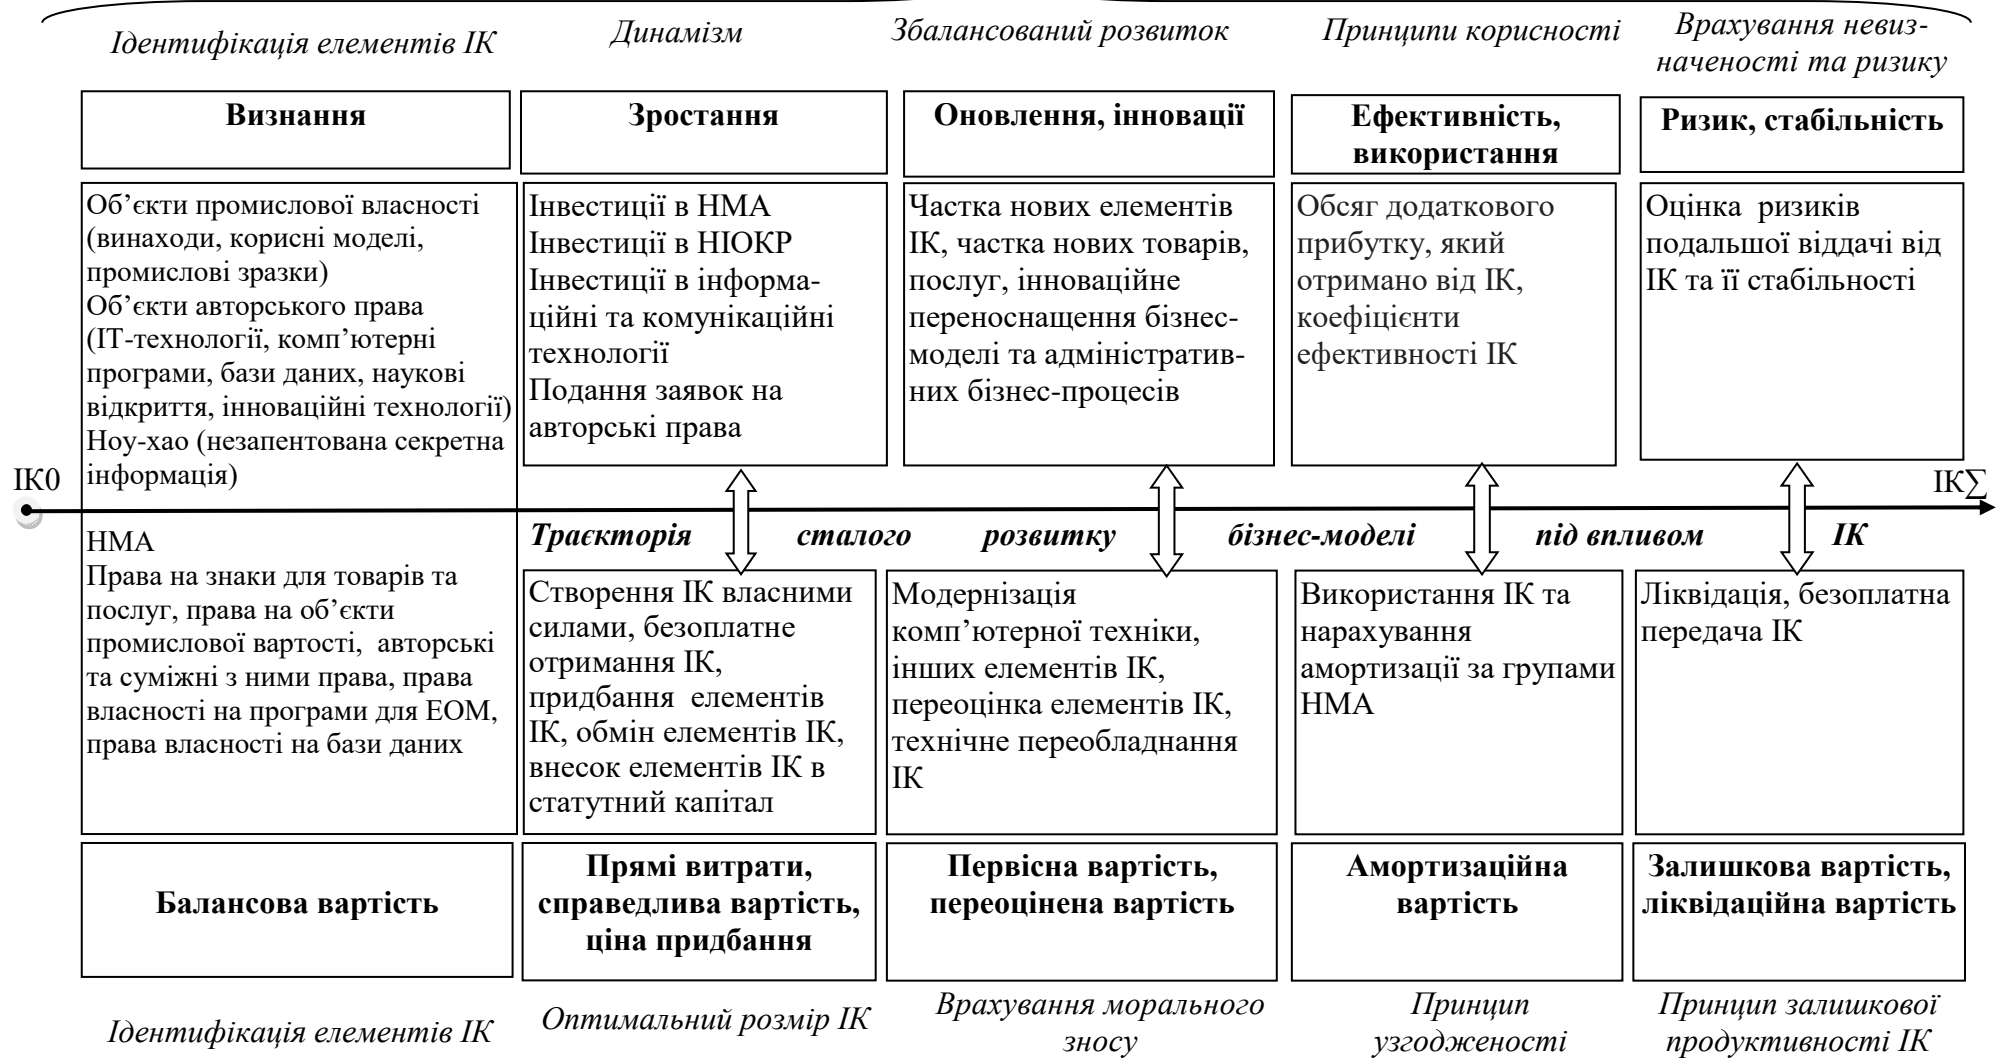 Ідентифікація елементів ІК
Динамізм
Збалансований розвиток
Принципи корисності
Врахування невиз-
наченості та ризику
Визнання
Зростання
Оновлення, інновації
Ефективність,
використання
Ризик, стабільність
Об’єкти промислової власності
(винаходи, корисні моделі,
промислові зразки)
Об’єкти авторського права
(ІТ-технології, комп’ютерні
програми, бази даних, наукові
відкриття, інноваційні технології)
Ноу-хао (незапентована секретна
інформація)
Інвестиції в НМА
Інвестиції в НІОКР
Інвестиції в інформа-
ційні та комунікаційні
технології
Подання заявок на
авторські права
Частка нових елементів
ІК, частка нових товарів,
послуг, інноваційне
переноснащення бізнес-
моделі та адміністратив-
них бізнес-процесів
Обсяг додаткового
прибутку, який
отримано від ІК,
коефіцієнти
ефективності ІК
Оцінка ризиків
подальшої віддачі від
ІК та її стабільності
ІК0
ІК∑
Траєкторія сталого розвитку бізнес-моделі під впливом ІК
НМА
Права на знаки для товарів та
послуг, права на об’єкти
промислової вартості, авторські
та суміжні з ними права, права
власності на програми для ЕОМ,
права власності на бази даних
Створення ІК власними
силами, безоплатне
отримання ІК,
придбання елементів
ІК, обмін елементів ІК,
внесок елементів ІК в
статутний капітал
Модернізація
комп’ютерної техніки,
інших елементів ІК,
переоцінка елементів ІК,
технічне переобладнання
ІК
Використання ІК та
нарахування
амортизації за групами
НМА
Ліквідація, безоплатна
передача ІК
Балансова вартість
Прямі витрати,
справедлива вартість,
ціна придбання
Первісна вартість,
переоцінена вартість
Амортизаційна
вартість
Залишкова вартість,
ліквідаційна вартість
Ідентифікація елементів ІК
Оптимальний розмір ІК
Врахування морального
зносу
Принцип
узгодженості
Принцип залишкової
продуктивності ІК